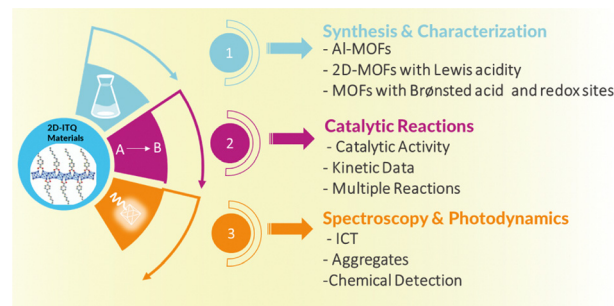 2D-ITQ
Materials
A → B
1
Synthesis & Characterization
- Al-MOFs
- 2D-MOFs with Lewis acidity
- MOFs with Brønsted acid and redox sites
2
Catalytic Reactions
- Catalytic Activity
- Kinetic Data
- Multiple Reactions
3
Spectroscopy & Photodynamics
- ICT
- Aggregates
-Chemical Detection